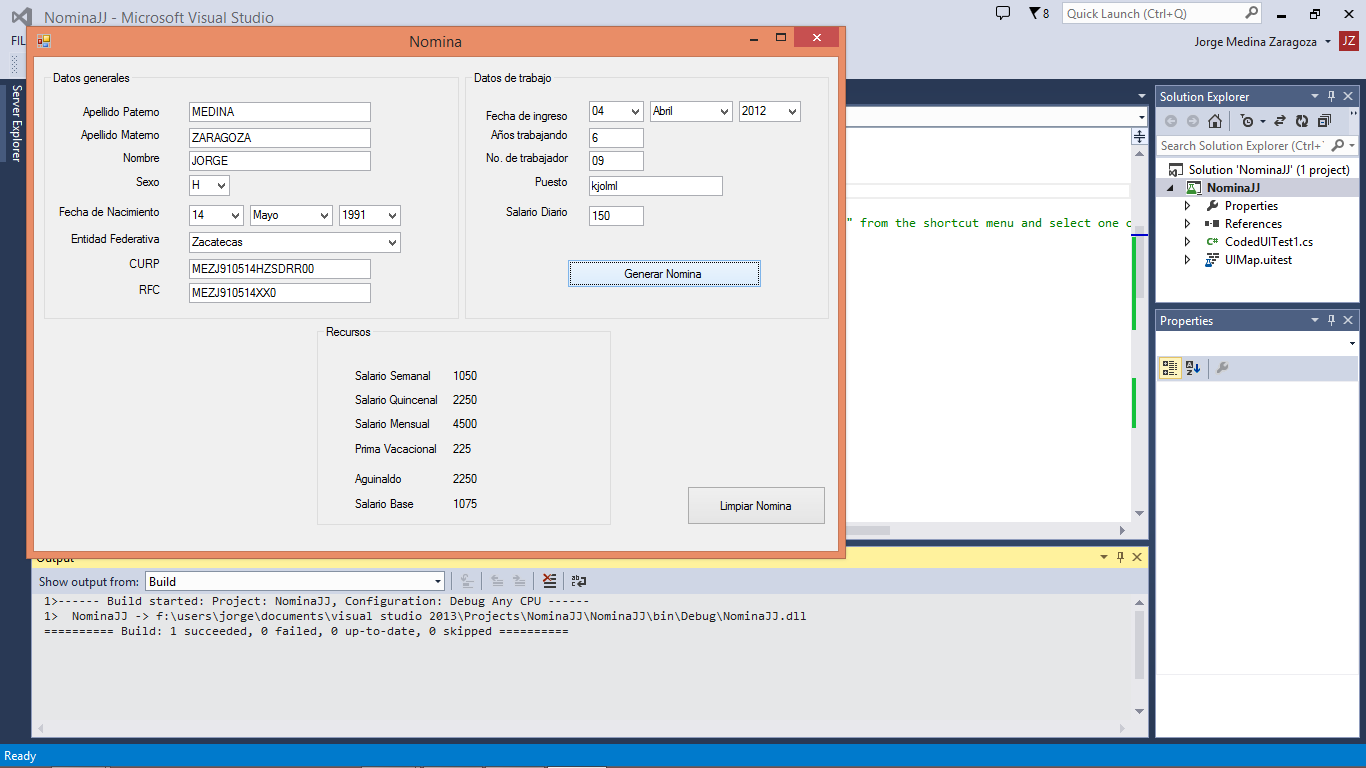 NominaJJ - Microsoft Visual Studio
8
Quick Launch (Ctrl+Q)
FIL
Jorge Medina Zaragoza
JZ
Server Explorer
Nomina
Datos generales
Apellido Paterno MEDINA
Apellido Materno ZARAGOZA
Nombre JORGE
Sexo H
Fecha de Nacimiento 14 Mayo 1991
Entidad Federativa Zacatecas
CURP MEZJ910514HZSDRR00
RFC MEZJ910514XX0
Datos de trabajo
Fecha de ingreso 04 Abril 2012
Años trabajando 6
No. de trabajador 09
Puesto kjolml
Salario Diario 150
Generar Nomina
Recursos
Salario Semanal 1050
Salario Quincenal 2250
Salario Mensual 4500
Prima Vacacional 225
Aguinaldo 2250
Salario Base 1075
Limpiar Nomina
" from the shortcut menu and select one o
Solution Explorer
Search Solution Explorer (Ctrl+
Solution 'NominaJJ' (1 project)
NominaJJ
Properties
References
CodedUITest1.cs
UIMap.uitest
Properties
Output
Show output from: Build
1>------ Build started: Project: NominaJJ, Configuration: Debug Any CPU ------
1>  NominaJJ -> f:\users\jorge\documents\visual studio 2013\Projects\NominaJJ\NominaJJ\bin\Debug\NominaJJ.dll
========== Build: 1 succeeded, 0 failed, 0 up-to-date, 0 skipped ==========
Ready